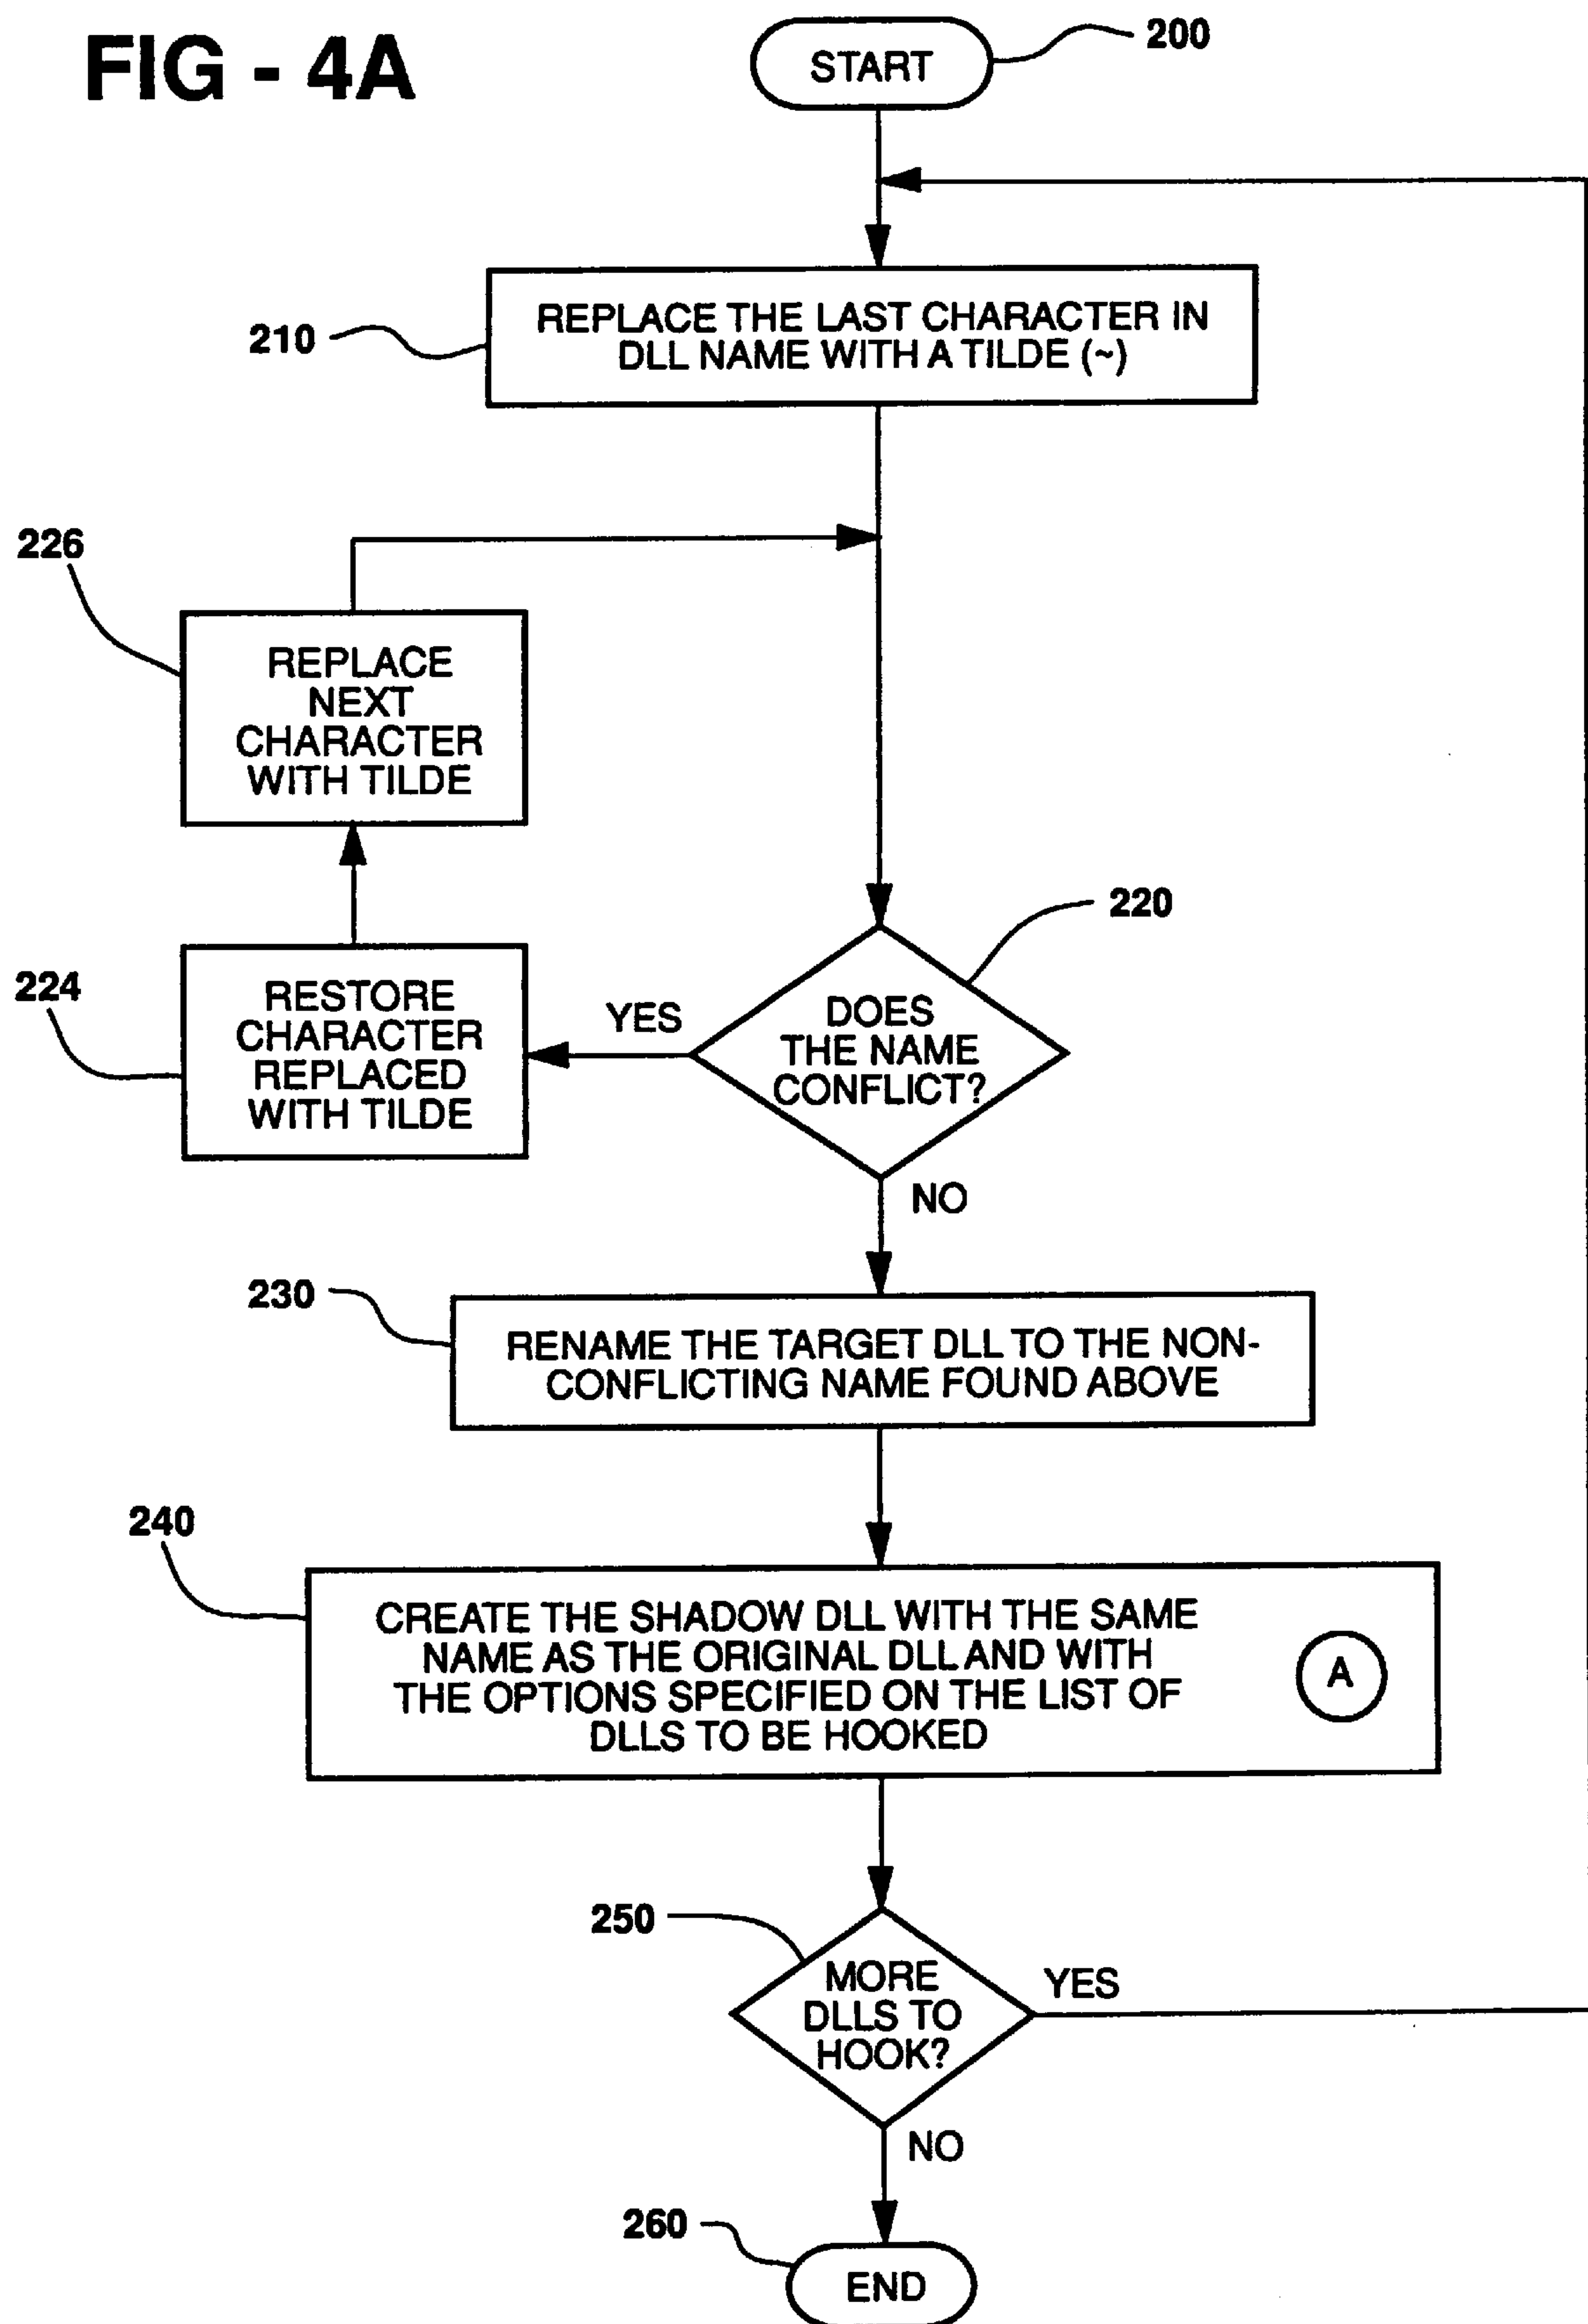 FIG - 4A
START
200
210
REPLACE THE LAST CHARACTER IN
DLL NAME WITH A TILDE (~)
226
REPLACE
NEXT
CHARACTER
WITH TILDE
220
224
RESTORE
CHARACTER
REPLACED
WITH TILDE
YES
DOES
THE NAME
CONFLICT?
NO
230
RENAME THE TARGET DLL TO THE NON-
CONFLICTING NAME FOUND ABOVE
240
CREATE THE SHADOW DLL WITH THE SAME
NAME AS THE ORIGINAL DLL AND WITH
THE OPTIONS SPECIFIED ON THE LIST OF
DLLS TO BE HOOKED
A
250
MORE
DLLS TO
HOOK?
YES
NO
260
END